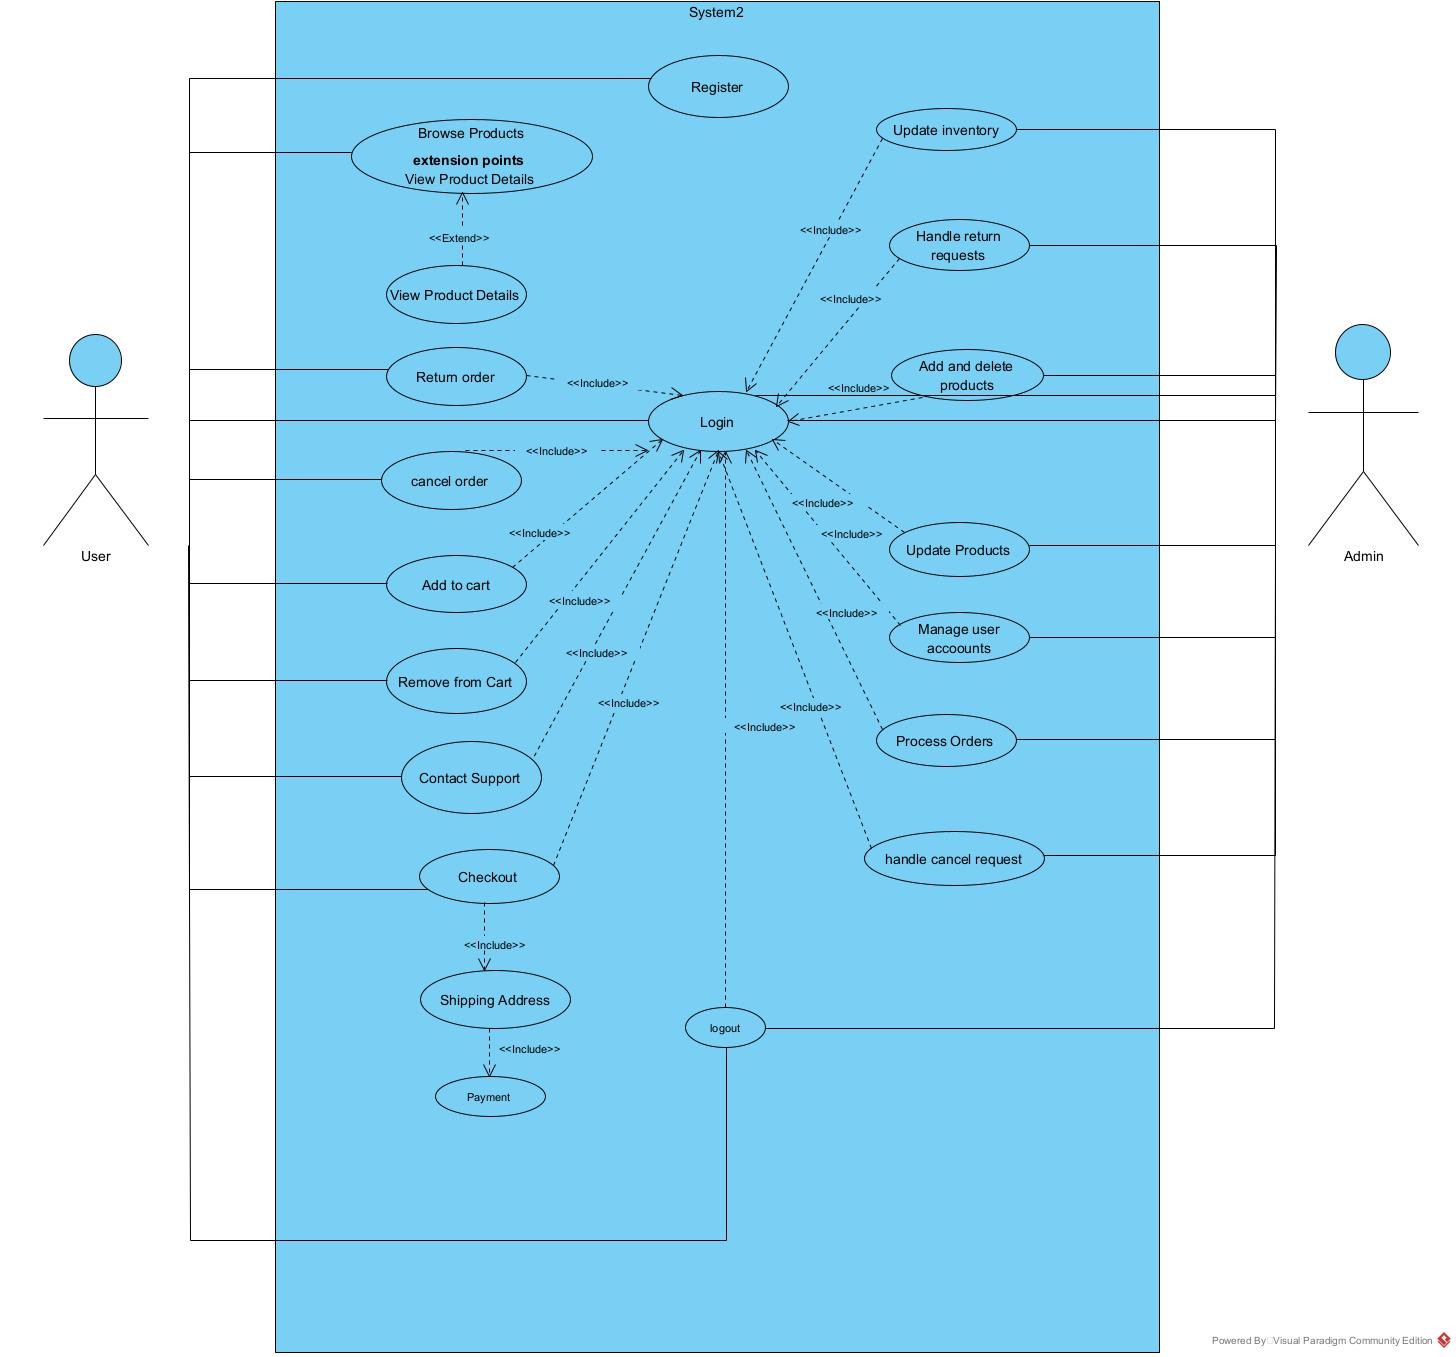 System2
Register
Browse Products
extension points
View Product Details
Update inventory
<<Extend>>
<<Include>>
Handle return
requests
View Product Details
<<Include>>
Return order
<<Include>>
Add and delete
products
<<Include>>
Login
cancel order
<<Include>>
User
Admin
Add to cart
<<Include>>
<<Include>>
<<Include>>
Update Products
Remove from Cart
<<Include>>
<<Include>>
Manage user
accoounts
<<Include>>
Contact Support
<<Include>>
<<Include>>
<<Include>>
Process Orders
Checkout
handle cancel request
<<Include>>
Shipping Address
logout
<<Include>>
Payment
Powered By Visual Paradigm Community Edition